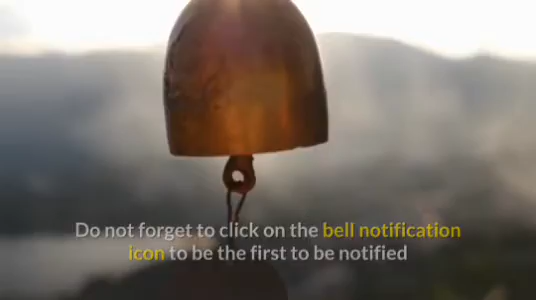 Do not forget to click on the bell notification
icon to be the first to be notified